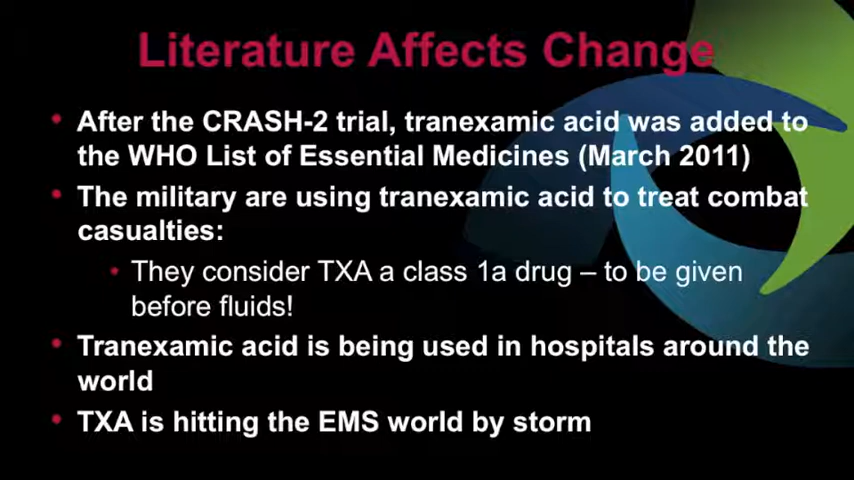 Literature Affects Change
• After the CRASH-2 trial, tranexamic acid was added to
the WHO List of Essential Medicines (March 2011)
• The military are using tranexamic acid to treat combat
casualties:
• They consider TXA a class 1a drug – to be given
before fluids!
• Tranexamic acid is being used in hospitals around the
world
• TXA is hitting the EMS world by storm